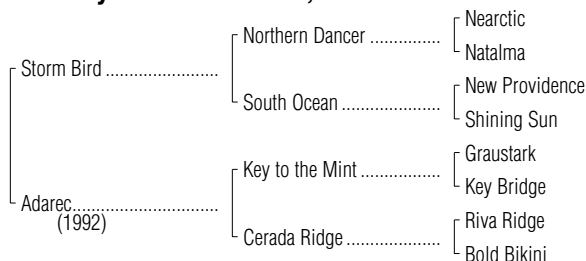 Nearctic
Northern Dancer ................
Natalma
Storm Bird ..........................
New Providence
South Ocean .......................
Shining Sun
Graustark
Key to the Mint ..................
Key Bridge
Adarec..................................
(1992)
Riva Ridge
Cerada Ridge .....................
Bold Bikini